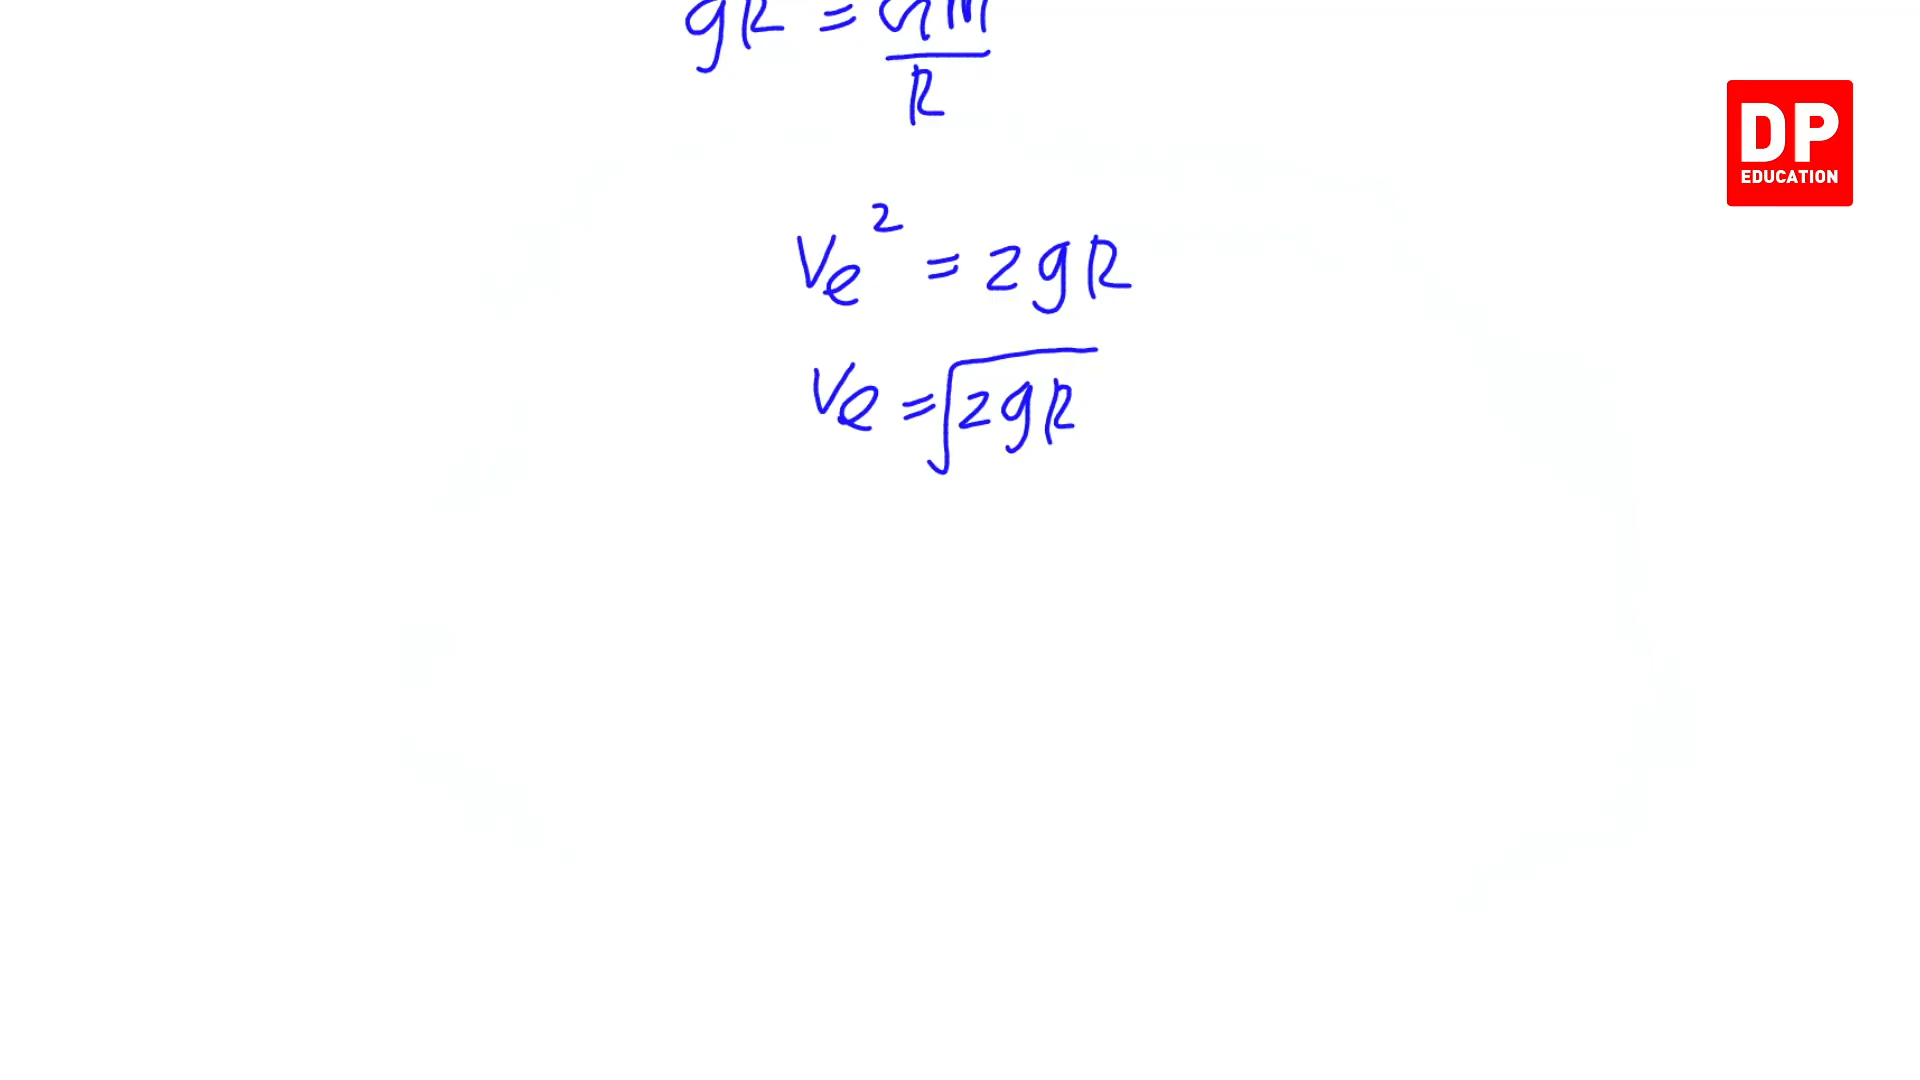 gR = GM
R
Ve² = 2gR
Ve = √2gR
DP
EDUCATION